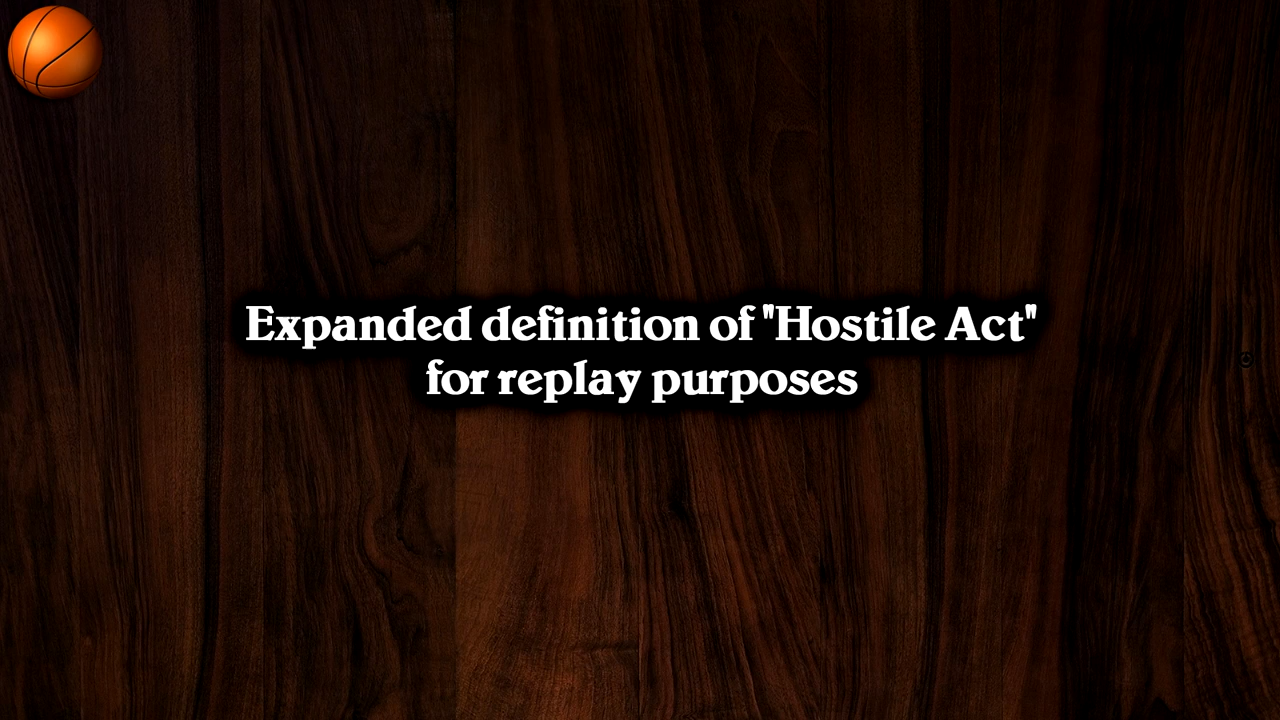 Expanded definition of "Hostile Act"
for replay purposes